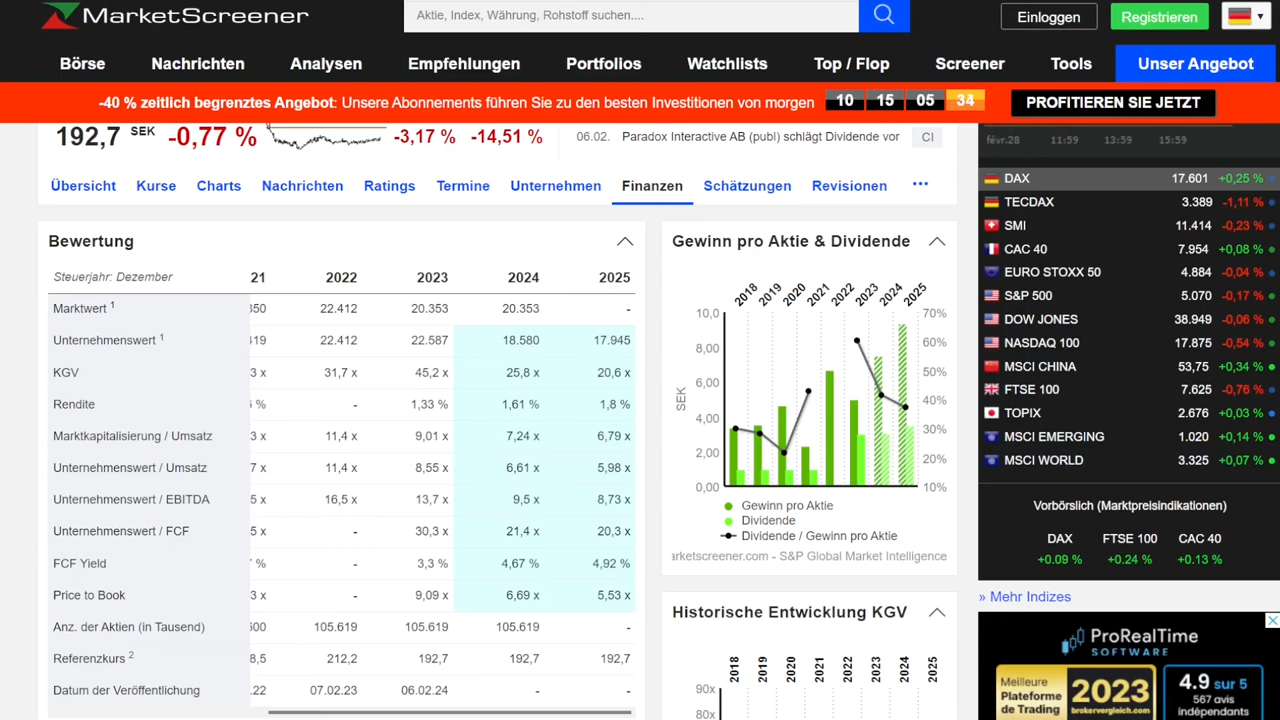 MarketScreener
Aktie, Index, Währung, Rohstoff suchen....
Einloggen
Registrieren
Börse Nachrichten Analysen Empfehlungen Portfolios Watchlists Top / Flop Screener Tools Unser Angebot
-40 % zeitlich begrenztes Angebot: Unsere Abonnements führen Sie zu den besten Investitionen von morgen 10 15 05 34 PROFITIEREN SIE JETZT
192,7 SEK -0,77 % -3,17 % -14,51 % 06.02. Paradox Interactive AB (publ) schlägt Dividende vor CI
Übersicht Kurse Charts Nachrichten Ratings Termine Unternehmen Finanzen Schätzungen Revisionen ...
Bewertung
Steuerjahr: Dezember 21 2022 2023 2024 2025
Marktwert 1 350 22.412 20.353 20.353 -
Unternehmenswert 1 419 22.412 22.587 18.580 17.945
KGV 3 x 31,7 x 45,2 x 25,8 x 20,6 x
Rendite % - 1,33 % 1,61 % 1,8 %
Marktkapitalisierung / Umsatz x 11,4 x 9,01 x 7,24 x 6,79 x
Unternehmenswert / Umsatz 7 x 11,4 x 8,55 x 6,61 x 5,98 x
Unternehmenswert / EBITDA 5 x 16,5 x 13,7 x 9,5 x 8,73 x
Unternehmenswert / FCF 5 x - 30,3 x 21,4 x 20,3 x
FCF Yield % - 3,3 % 4,67 % 4,92 %
Price to Book 3 x - 9,09 x 6,69 x 5,53 x
Anz. der Aktien (in Tausend) 600 105.619 105.619 105.619 -
Referenzkurs 2 8,5 212,2 192,7 192,7 192,7
Datum der Veröffentlichung .22 07.02.23 06.02.24 - -
Gewinn pro Aktie & Dividende
2018 2019 2020 2021 2022 2023 2024 2025
10,0 70%
60%
8,00
50%
6,00
40%
SEK
4,00
30%
2,00
20%
0,00 10%
Gewinn pro Aktie
Dividende
Dividende / Gewinn pro Aktie
arketscreener.com - S&P Global Market Intelligence
Historische Entwicklung KGV
2018 2019 2020 2021 2022 2023 2024 2025
90x
80x
févr.28 11:59 13:59 15:59
DAX 17.601 +0,25 %
TECDAX 3.389 -1,11 %
SMI 11.414 -0,23 %
CAC 40 7.954 +0,08 %
EURO STOXX 50 4.884 -0,04 %
S&P 500 5.070 -0,17 %
DOW JONES 38.949 -0,06 %
NASDAQ 100 17.875 -0,54 %
MSCI CHINA 53,75 +0,34 %
FTSE 100 7.625 -0,76 %
TOPIX 2.676 +0,03 %
MSCI EMERGING 1.020 +0,14 %
MSCI WORLD 3.325 +0,07 %
Vorbörslich (Marktpreisindikationen)
DAX FTSE 100 CAC 40
+0.09 % +0.24 % +0.13 %
» Mehr Indizes
ProRealTime
SOFTWARE
Meilleure
Plateforme
de Trading
2023
brokervergleich.com
4.9 sur 5
567 avis
indépendants